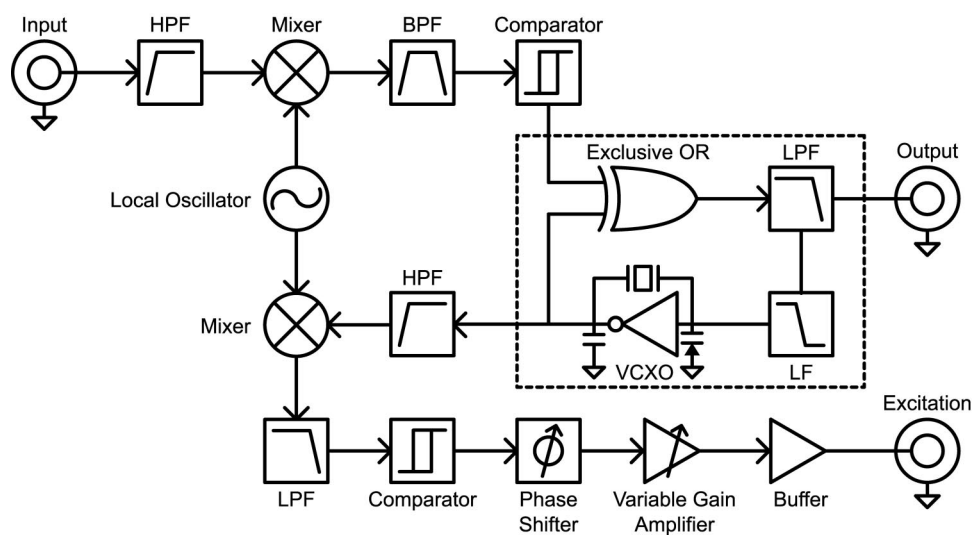 Input
HPF
Mixer
BPF
Comparator
Exclusive OR
LPF
Output
Local Oscillator
HPF
Mixer
VCXO
LF
Excitation
LPF
Comparator
Phase
Shifter
Variable Gain
Amplifier
Buffer